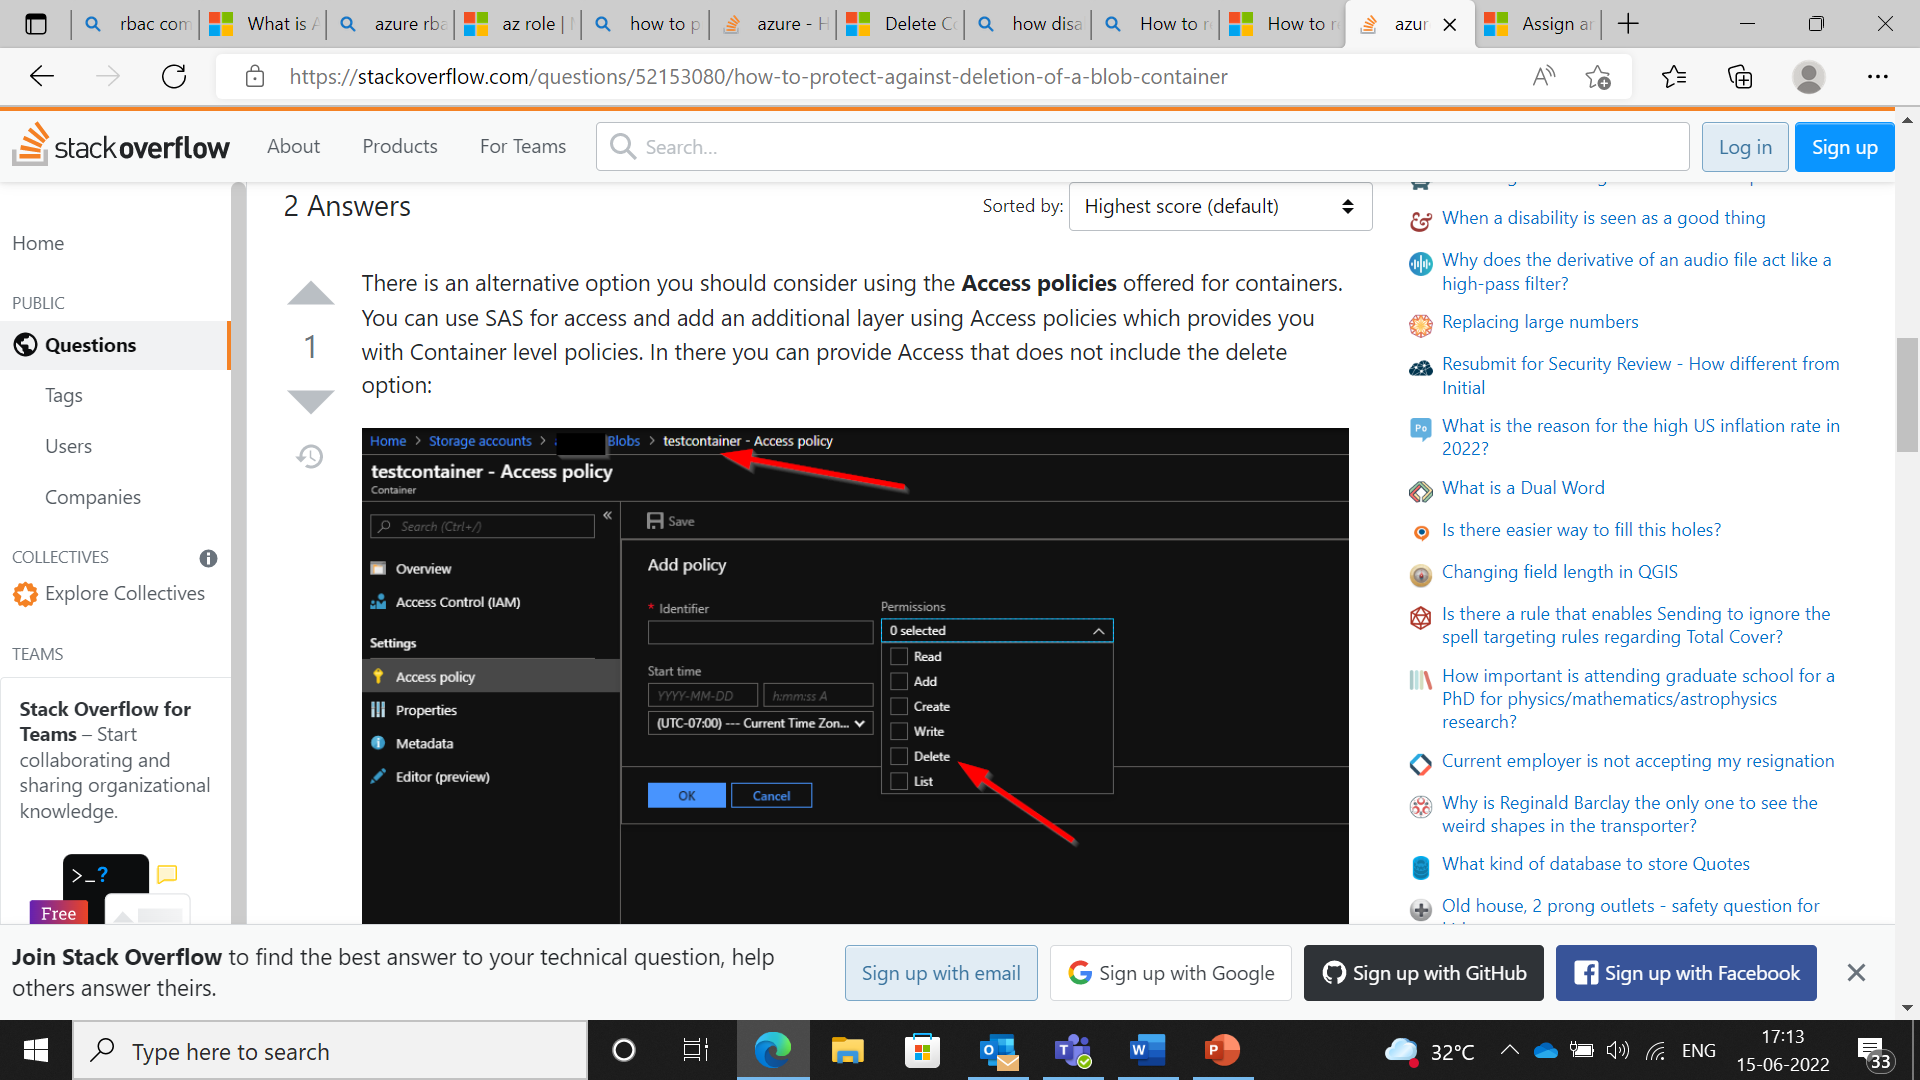 rbac com
What is A
azure rba
az role | M
how to p
azure - H
Delete Co
how disa
How to re
How to re
azur
Assign an
https://stackoverflow.com/questions/52153080/how-to-protect-against-deletion-of-a-blob-container
stackoverflow
About
Products
For Teams
Search...
Log in
Sign up
Home
PUBLIC
Questions
Tags
Users
Companies
COLLECTIVES
Explore Collectives
TEAMS
Stack Overflow for
Teams – Start
collaborating and
sharing organizational
knowledge.
>_?
Free
2 Answers
Sorted by:
Highest score (default)
1
There is an alternative option you should consider using the Access policies offered for containers.
You can use SAS for access and add an additional layer using Access policies which provides you
with Container level policies. In there you can provide Access that does not include the delete
option:
Home > Storage accounts > Blobs > testcontainer - Access policy
testcontainer - Access policy
Container
Search (Ctrl+/)
Overview
Access Control (IAM)
Settings
Access policy
Properties
Metadata
Editor (preview)
Save
Add policy
* Identifier
Start time
YYYY-MM-DD
h:mm:ss A
(UTC-07:00) --- Current Time Zon...
OK
Cancel
Permissions
0 selected
Read
Add
Create
Write
Delete
List
When a disability is seen as a good thing
Why does the derivative of an audio file act like a
high-pass filter?
Replacing large numbers
Resubmit for Security Review - How different from
Initial
What is the reason for the high US inflation rate in
2022?
What is a Dual Word
Is there easier way to fill this holes?
Changing field length in QGIS
Is there a rule that enables Sending to ignore the
spell targeting rules regarding Total Cover?
How important is attending graduate school for a
PhD for physics/mathematics/astrophysics
research?
Current employer is not accepting my resignation
Why is Reginald Barclay the only one to see the
weird shapes in the transporter?
What kind of database to store Quotes
Old house, 2 prong outlets - safety question for
Join Stack Overflow to find the best answer to your technical question, help
others answer theirs.
Sign up with email
Sign up with Google
Sign up with GitHub
Sign up with Facebook
Type here to search
32°C
ENG
17:13
15-06-2022
33